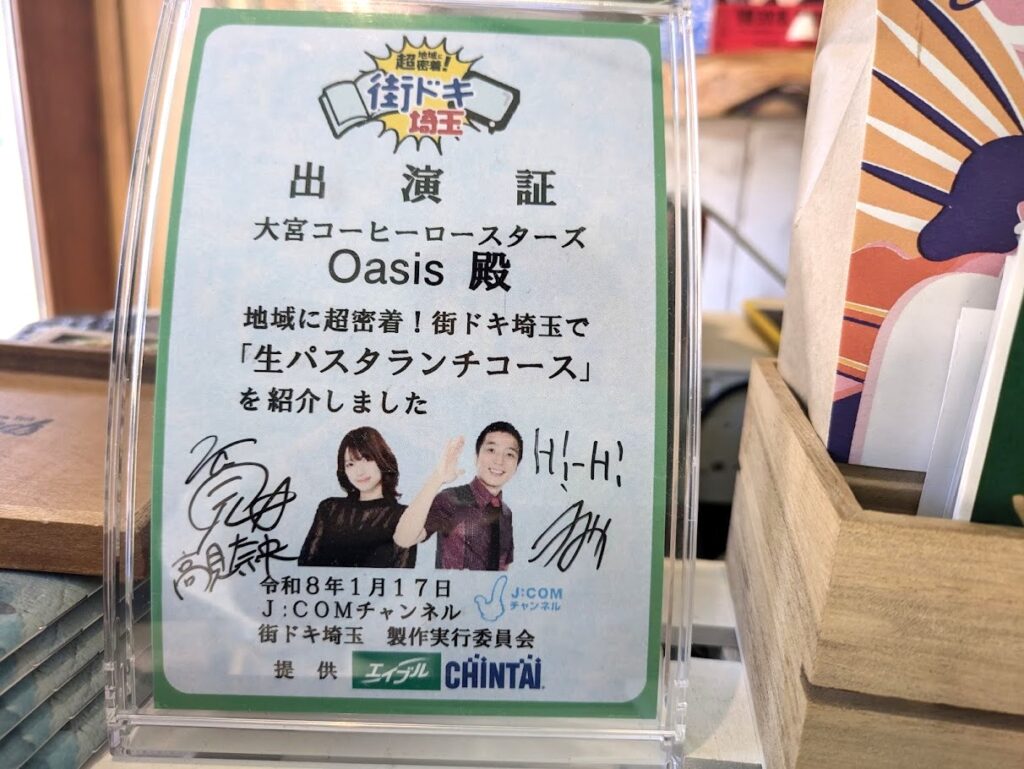 地域に
超密着!
街ドキ
埼玉
出演証
大宮コーヒーロースターズ
Oasis 殿
地域に超密着!街ドキ埼玉で
「生パスタランチコース」
を紹介しました
高見奈央
H!-H!
令和8年1月17日
J:COMチャンネル
J:COM
チャンネル
街ドキ埼玉 製作実行委員会
提供 エイブル CHINTAI